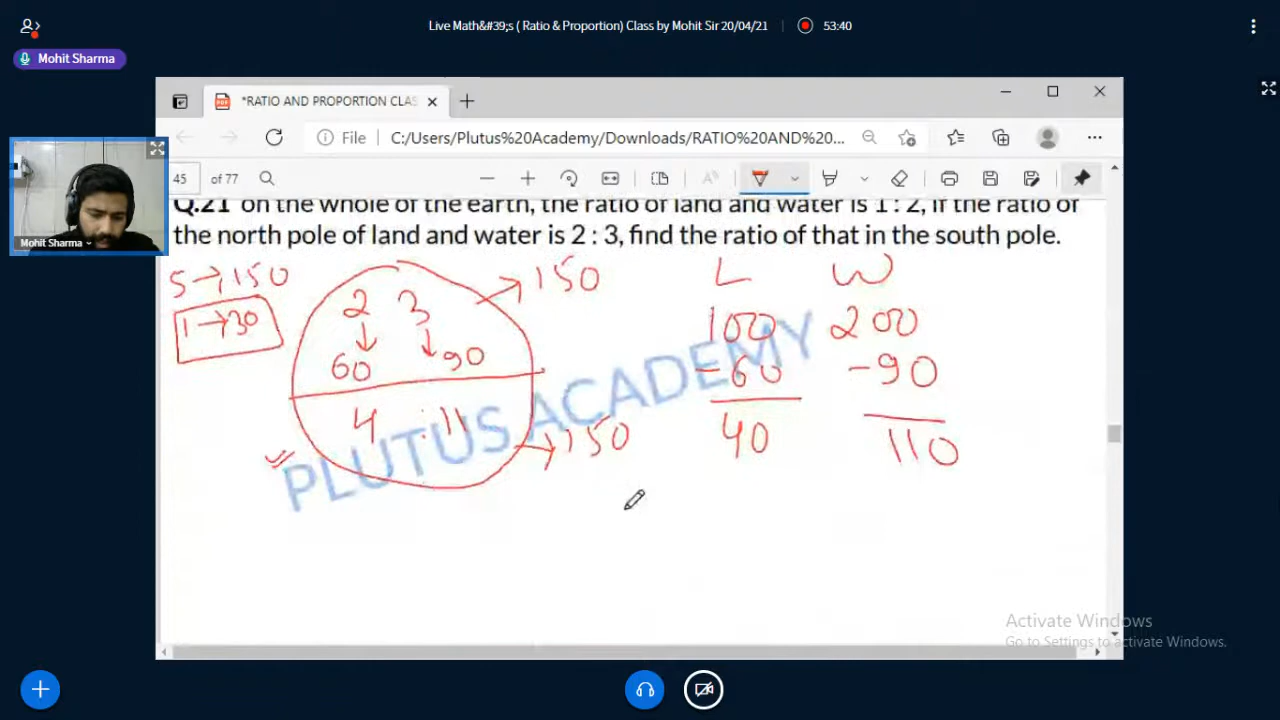 Live Math&#39;s ( Ratio & Proportion) Class by Mohit Sir 20/04/21
53:40
Mohit Sharma
*RATIO AND PROPORTION CLAS
File C:/Users/Plutus%20Academy/Downloads/RATIO%20AND%20...
45 of 77
Q.21 on the whole of the earth, the ratio of land and water is 1 : 2, if the ratio of
the north pole of land and water is 2 : 3, find the ratio of that in the south pole.
Mohit Sharma
5 → 150
1 → 30
2 3
60 90
4 : 11
→ 150
→ 150
L W
100 200
-60 -90
40 110
PLUTUS ACADEMY
Activate Windows
Go to Settings to activate Windows.